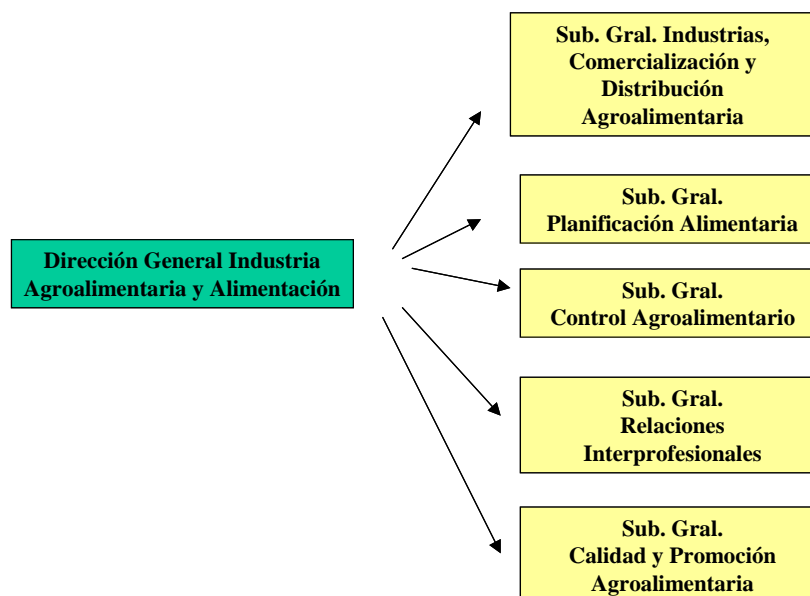 Sub. Gral. Industrias,
Comercialización y
Distribución
Agroalimentaria
Sub. Gral.
Planificación Alimentaria
Dirección General Industria
Agroalimentaria y Alimentación
Sub. Gral.
Control Agroalimentario
Sub. Gral.
Relaciones
Interprofesionales
Sub. Gral.
Calidad y Promoción
Agroalimentaria